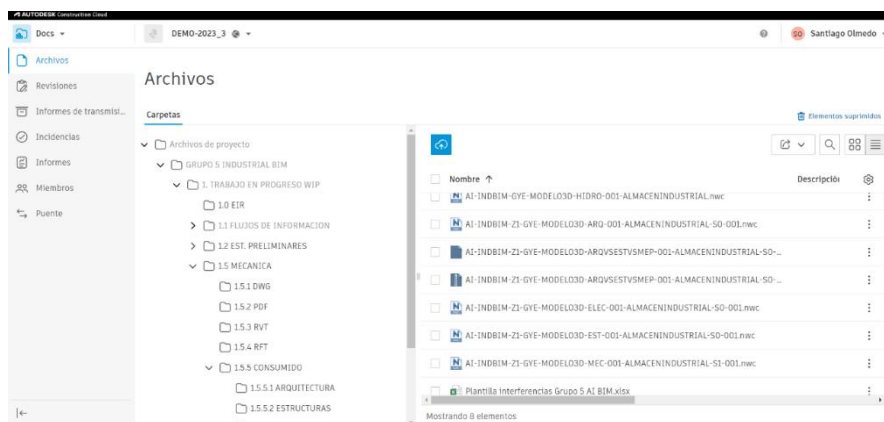 AUTODESK Construction Cloud
Docs
DEMO-2023_3
SO Santiago Olmedo
Archivos
Revisiones
Informes de transmisi...
Incidencias
Informes
Miembros
Puente
Archivos
Carpetas
Elementos suprimidos
Archivos de proyecto
GRUPO 5 INDUSTRIAL BIM
1. TRABAJO EN PROGRESO WIP
1.0 EIR
1.1 FLUJOS DE INFORMACION
1.2 EST. PRELIMINARES
1.5 MECANICA
1.5.1 DWG
1.5.2 PDF
1.5.3 RVT
1.5.4 RFT
1.5.5 CONSUMIDO
1.5.5.1 ARQUITECTURA
1.5.5.2 ESTRUCTURAS
Nombre
Descripción
AI-INDBIM-GYE-MODELO3D-HIDRO-001-ALMACENINDUSTRIAL.nwc
AI-INDBIM-Z1-GYE-MODELO3D-ARQ-001-ALMACENINDUSTRIAL-S0-001.nwc
AI-INDBIM-Z1-GYE-MODELO3D-ARQVSESTVSMEP-001-ALMACENINDUSTRIAL-S0-...
AI-INDBIM-Z1-GYE-MODELO3D-ARQVSESTVSMEP-001-ALMACENINDUSTRIAL-S0-...
AI-INDBIM-Z1-GYE-MODELO3D-ELEC-001-ALMACENINDUSTRIAL-S0-001.nwc
AI-INDBIM-Z1-GYE-MODELO3D-EST-001-ALMACENINDUSTRIAL-S0-001.nwc
AI-INDBIM-Z1-GYE-MODELO3D-MEC-001-ALMACENINDUSTRIAL-S1-001.nwc
Plantilla interferencias Grupo 5 AI BIM.xlsx
Mostrando 8 elementos